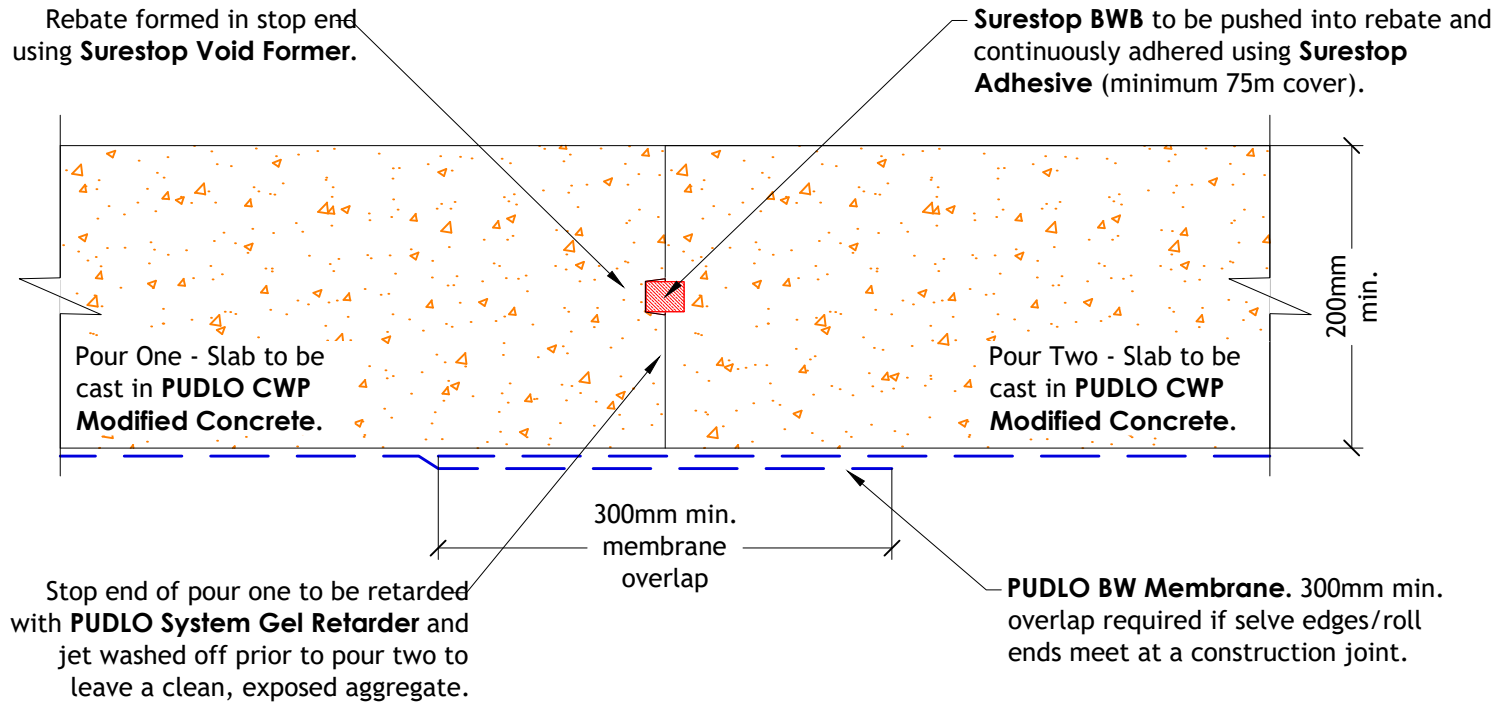 Rebate formed in stop end
using Surestop Void Former.
Surestop BWB to be pushed into rebate and
continuously adhered using Surestop
Adhesive (minimum 75m cover).
200mm
min.
Pour One - Slab to be
cast in PUDLO CWP
Modified Concrete.
Pour Two - Slab to be
cast in PUDLO CWP
Modified Concrete.
300mm min.
membrane
overlap
Stop end of pour one to be retarded
with PUDLO System Gel Retarder and
jet washed off prior to pour two to
leave a clean, exposed aggregate.
PUDLO BW Membrane. 300mm min.
overlap required if selve edges/roll
ends meet at a construction joint.